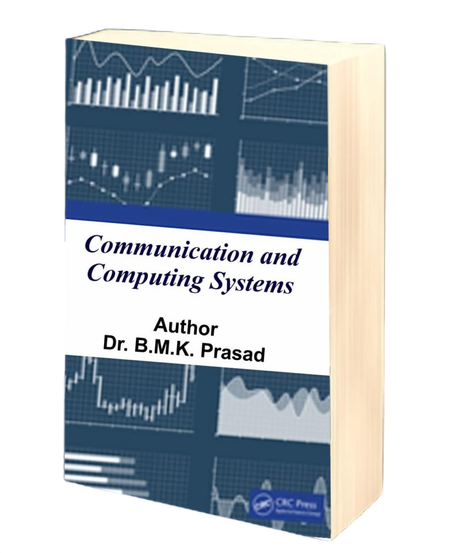 Communication and
Computing Systems
Author
Dr. B.M.K. Prasad
CRC Press